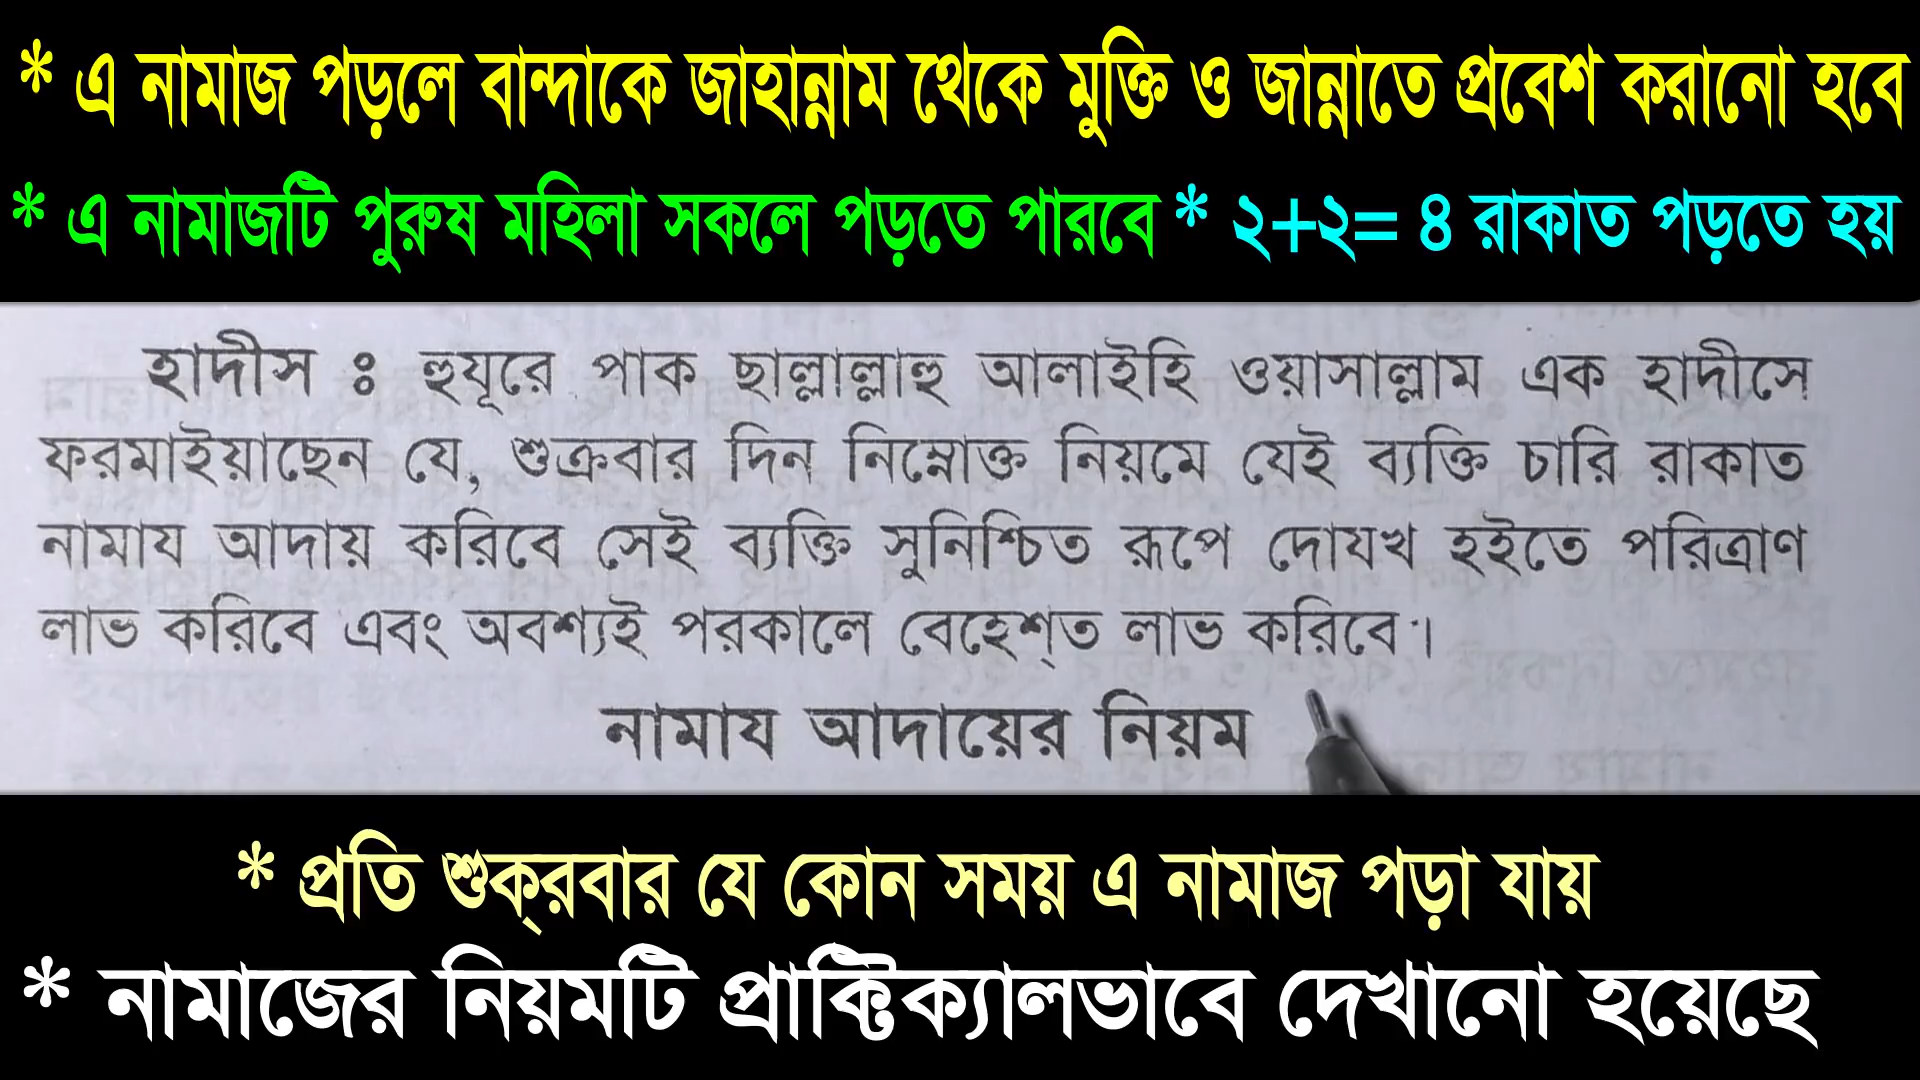 * এ নামাজ পড়লে বান্দাকে জাহান্নাম থেকে মুক্তি ও জান্নাতে প্রবেশ করানো হবে
* এ নামাজটি পুরুষ মহিলা সকলে পড়তে পারবে * ২+২= ৪ রাকাত পড়তে হয়
হাদীস ঃ হুযূরে পাক ছাল্লাল্লাহু আলাইহি ওয়াসাল্লাম এক হাদীসে
ফরমাইয়াছেন যে, শুক্রবার দিন নিম্নোক্ত নিয়মে যেই ব্যক্তি চারি রাকাত
নামায আদায় করিবে সেই ব্যক্তি সুনিশ্চিত রূপে দোযখ হইতে পরিত্রাণ
লাভ করিবে এবং অবশ্যই পরকালে বেহেশ্ত লাভ করিবে।
নামায আদায়ের নিয়ম
* প্রতি শুক্‌রবার যে কোন সময় এ নামাজ পড়া যায়
* নামাজের নিয়মটি প্রাক্টিক্যালভাবে দেখানো হয়েছে